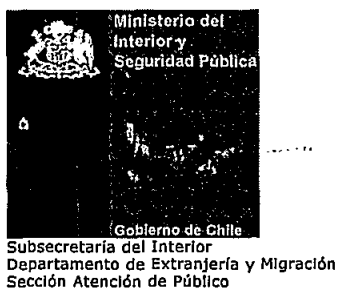 Ministerio del
Interior y
Seguridad Pública
Gobierno de Chile
Subsecretaría del Interior
Departamento de Extranjería y Migración
Sección Atención de Público